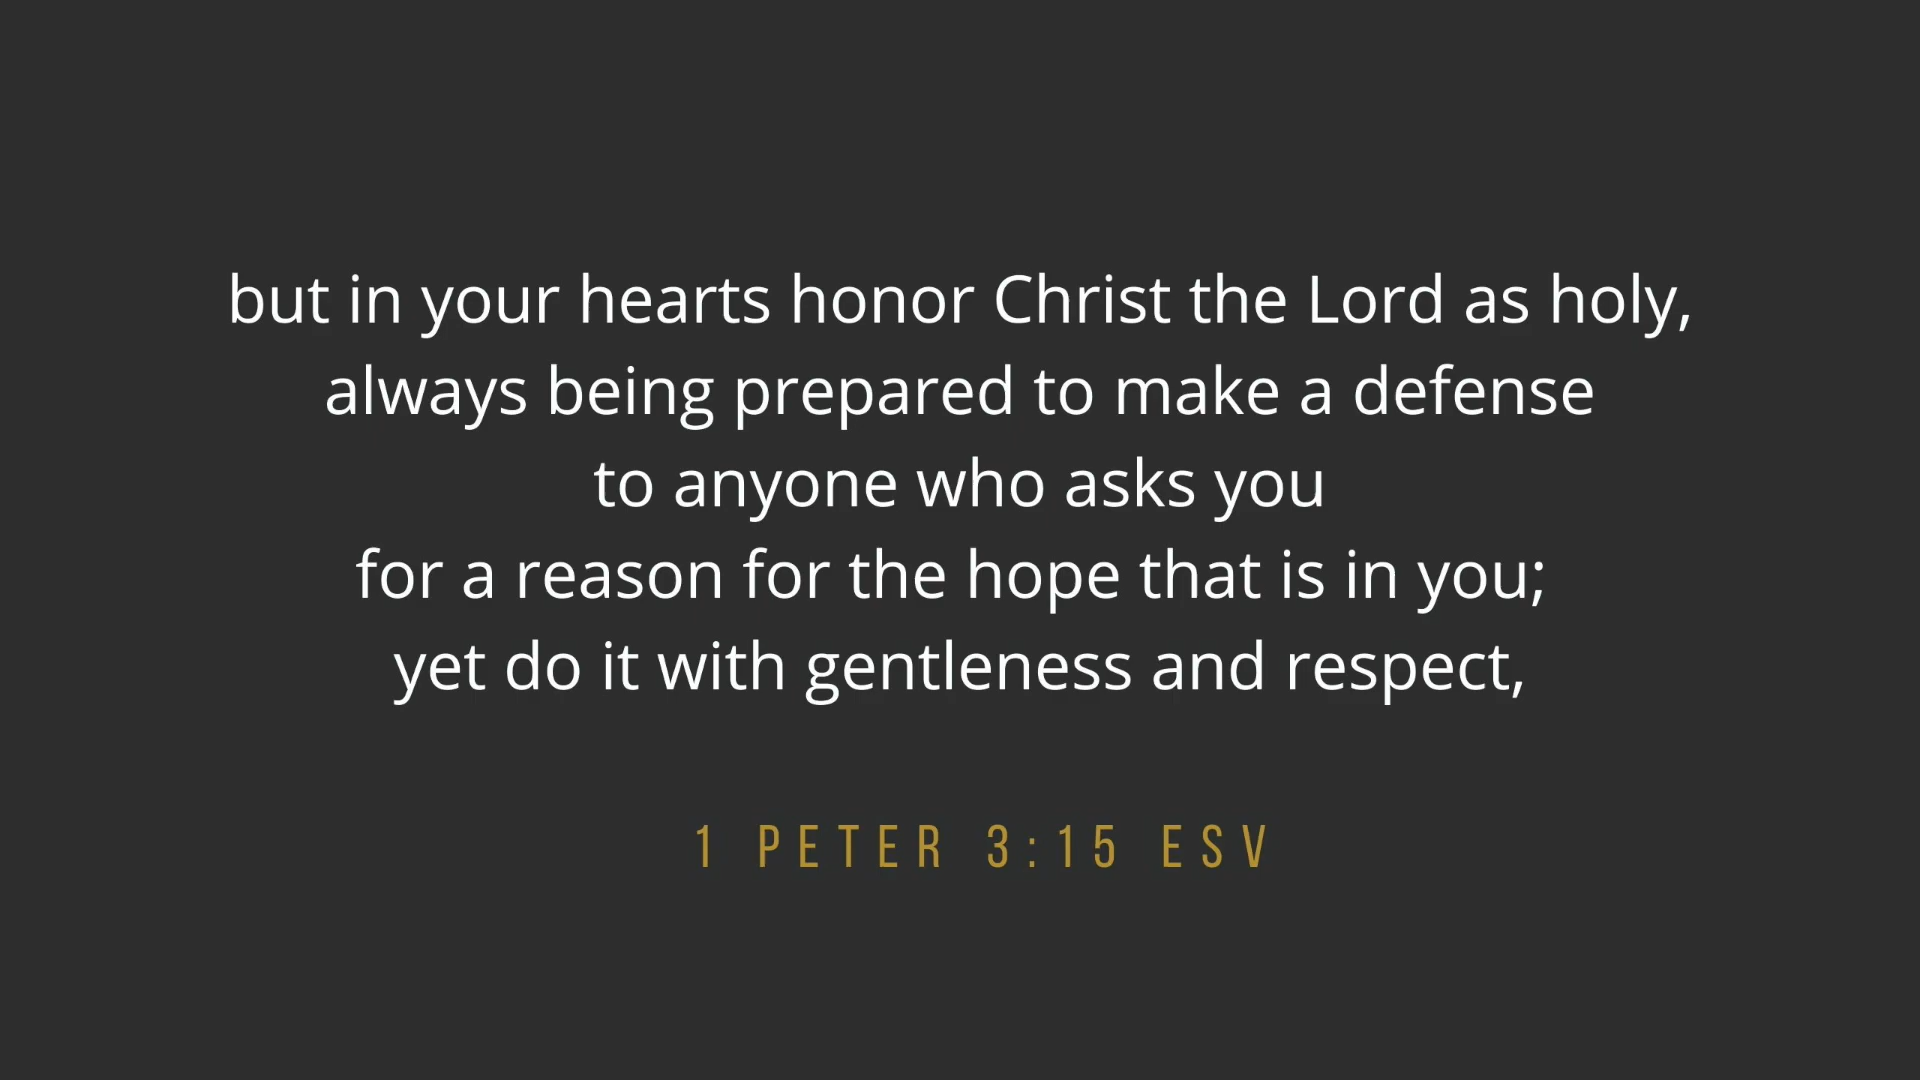 but in your hearts honor Christ the Lord as holy,
always being prepared to make a defense
to anyone who asks you
for a reason for the hope that is in you;
yet do it with gentleness and respect,
1 PETER 3:15 ESV